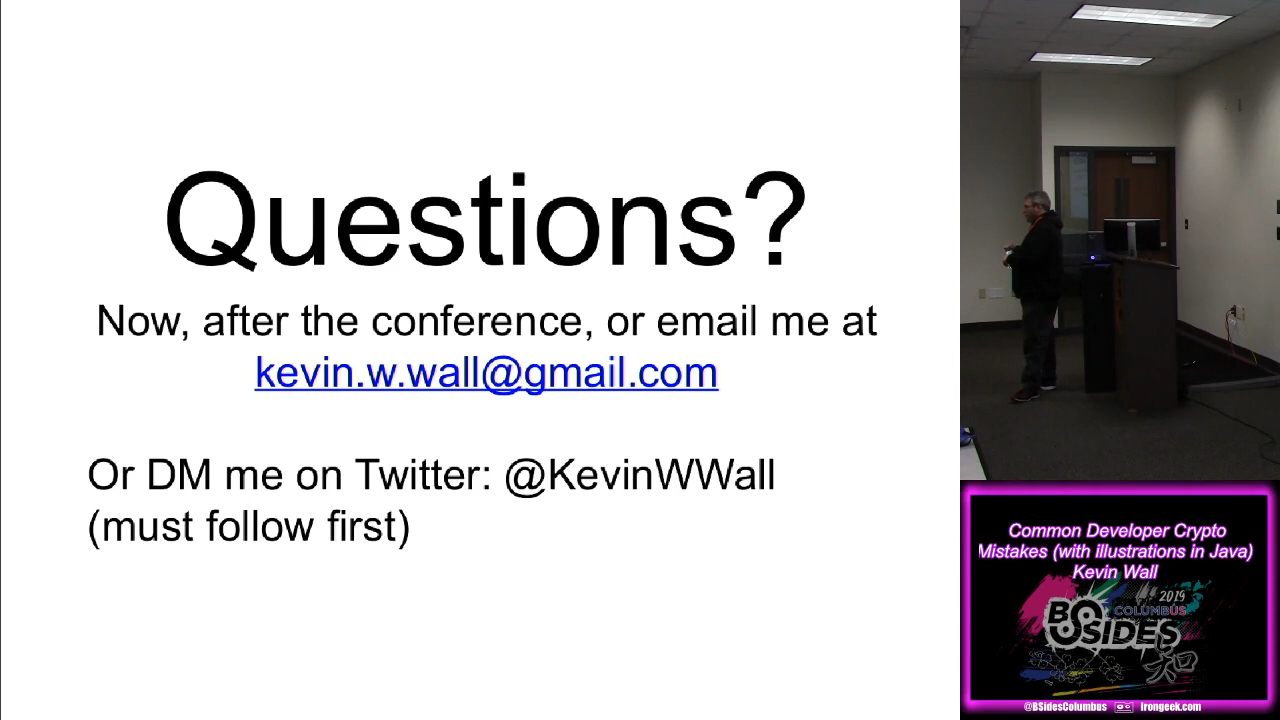 Questions?
Now, after the conference, or email me at
kevin.w.wall@gmail.com
Or DM me on Twitter: @KevinWWall
(must follow first)
Common Developer Crypto
Mistakes (with illustrations in Java)
Kevin Wall
2019
BSIDES
COLUMBUS
@BSidesColumbus
Irongeek.com